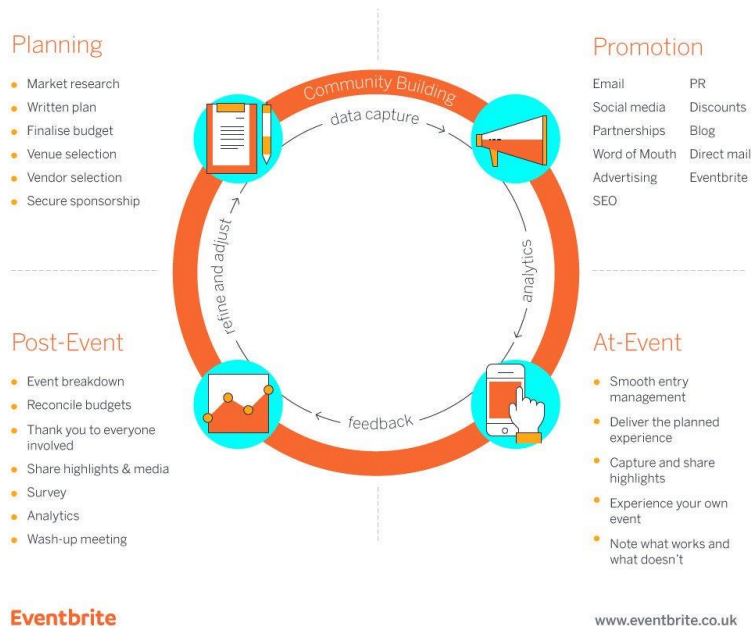 Planning
Market research
Written plan
Finalise budget
Venue selection
Vendor selection
Secure sponsorship
Community Building
data capture
Promotion
Email
PR
Social media
Discounts
Partnerships
Blog
Word of Mouth
Direct mail
Advertising
Eventbrite
SEO
refine and adjust
analytics
feedback
Post-Event
Event breakdown
Reconcile budgets
Thank you to everyone
involved
Share highlights & media
Survey
Analytics
Wash-up meeting
At-Event
Smooth entry
management
Deliver the planned
experience
Capture and share
highlights
Experience your own
event
Note what works and
what doesn't
Eventbrite
www.eventbrite.co.uk